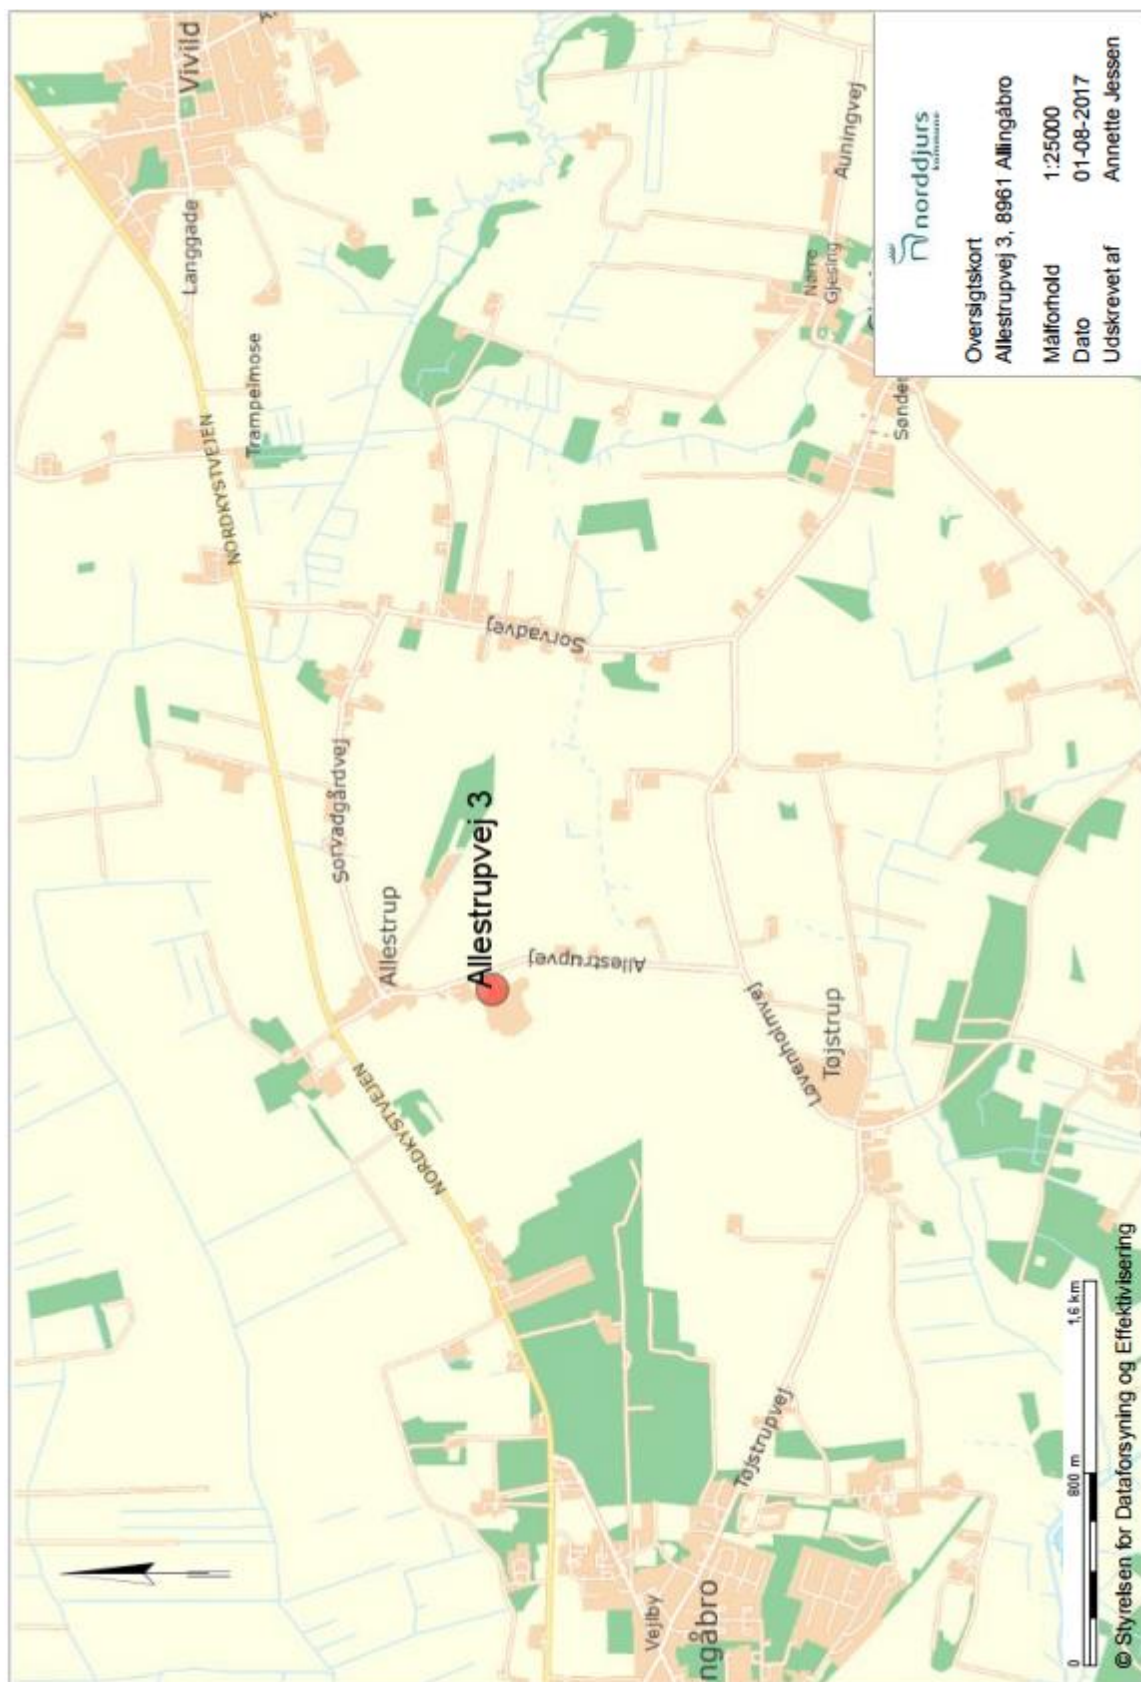 Vivild
Langgade
Trampelmose
NORDKYSTVEJEN
Sorvadgårdvej
Sorvadvej
Allestrup
Allestrupvej 3
Allestrupvej
NORDKYSTVEJEN
Løvenholmvej
Tøjstrup
Tøjstrupvej
Vejlby
ngåbro
Auningvej
Nørre
Gjesing
Sønder
norddjurs
kommune
Oversigtskort
Allestrupvej 3, 8961 Allingåbro
Målforhold 1:25000
Dato 01-08-2017
Udskrevet af Annette Jessen
0 800 m 1,6 km
© Styrelsen for Dataforsyning og Effektivisering